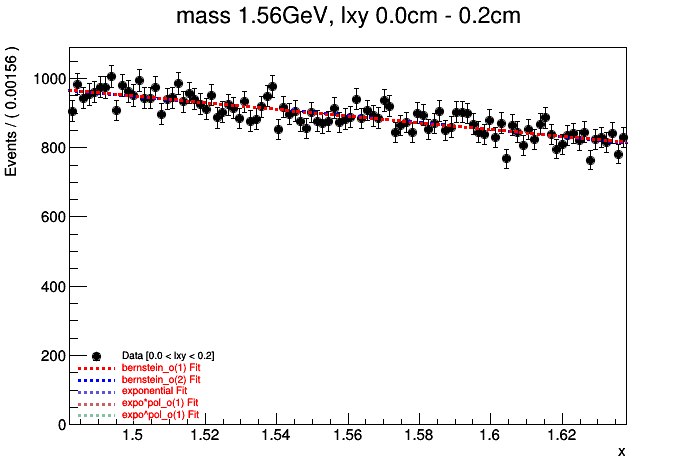 mass 1.56GeV, lxy 0.0cm - 0.2cm
Events / ( 0.00156 )
1000
800
600
400
200
0
Data [0.0 < lxy < 0.2]
bernstein_o(1) Fit
bernstein_o(2) Fit
exponential Fit
expo*pol_o(1) Fit
expo^pol_o(1) Fit
1.5 1.52 1.54 1.56 1.58 1.6 1.62
x